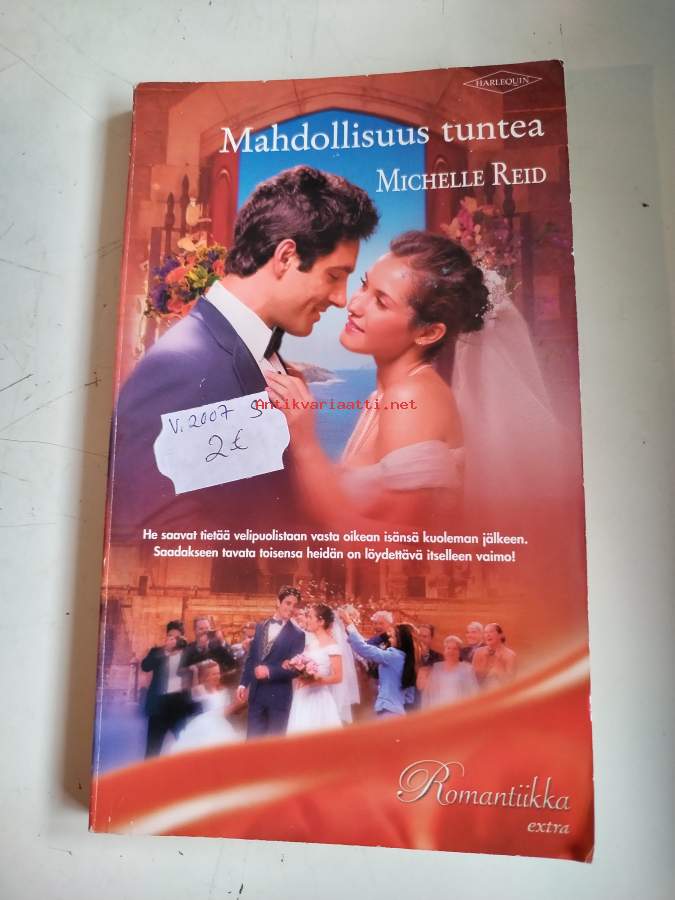 HARLEQUIN
Mahdollisuus tuntea
MICHELLE REID
Antikvariaatti.net
V. 2007 S
2 €
He saavat tietää velipuolistaan vasta oikean isänsä kuoleman jälkeen.
Saadakseen tavata toisensa heidän on löydettävä itselleen vaimo!
Romantiikka
extra